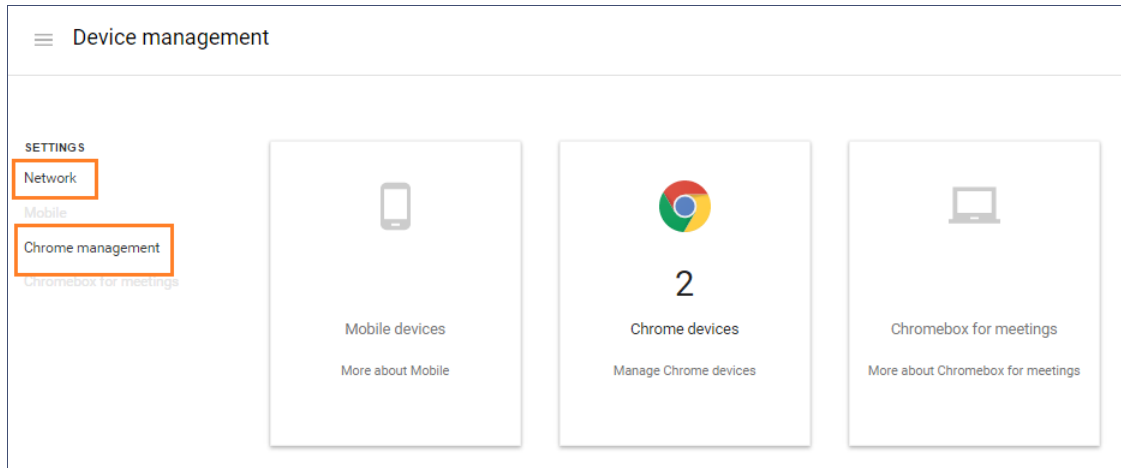 Device management
SETTINGS
Network
Mobile
Chrome management
Chromebox for meetings
Mobile devices
More about Mobile
2
Chrome devices
Manage Chrome devices
Chromebox for meetings
More about Chromebox for meetings